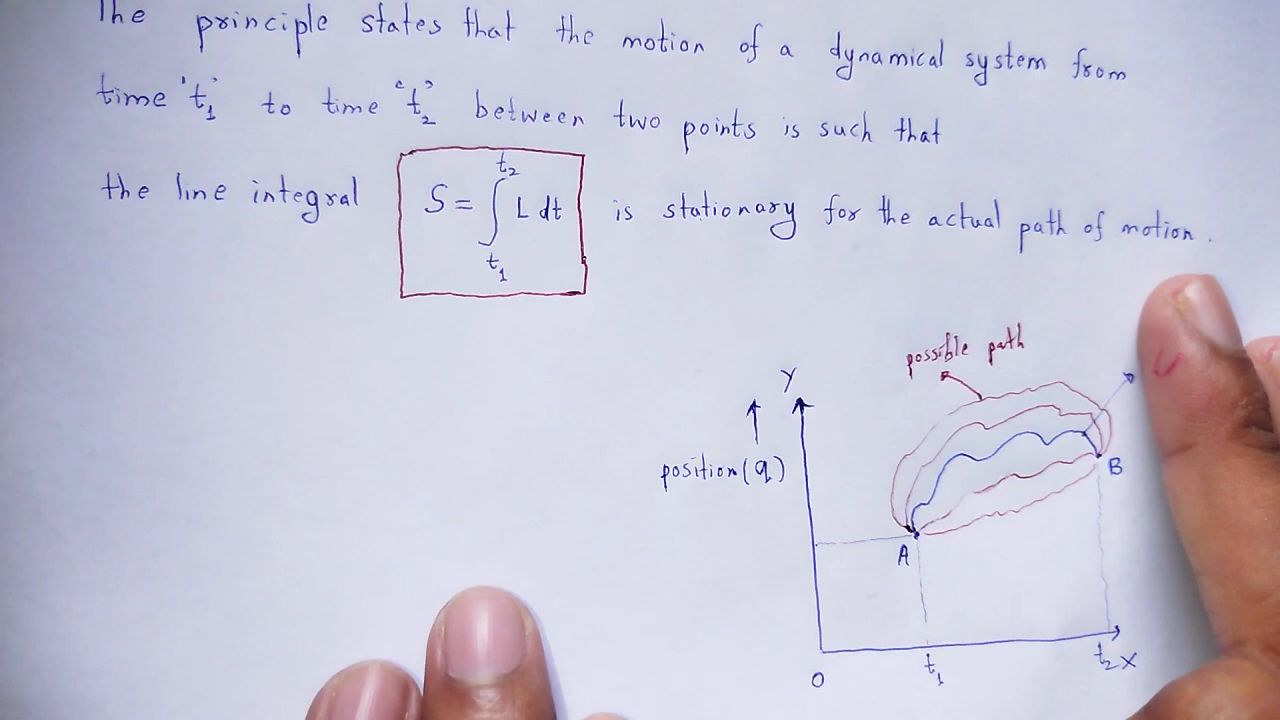 The principle states that the motion of a dynamical system from
time 't₁' to time 't₂' between two points is such that
the line integral S = ∫ₜ₁ᵗ² L dt is stationary for the actual path of motion.
possible path
Y
position(q)
B
A
O
t₁
t₂ X